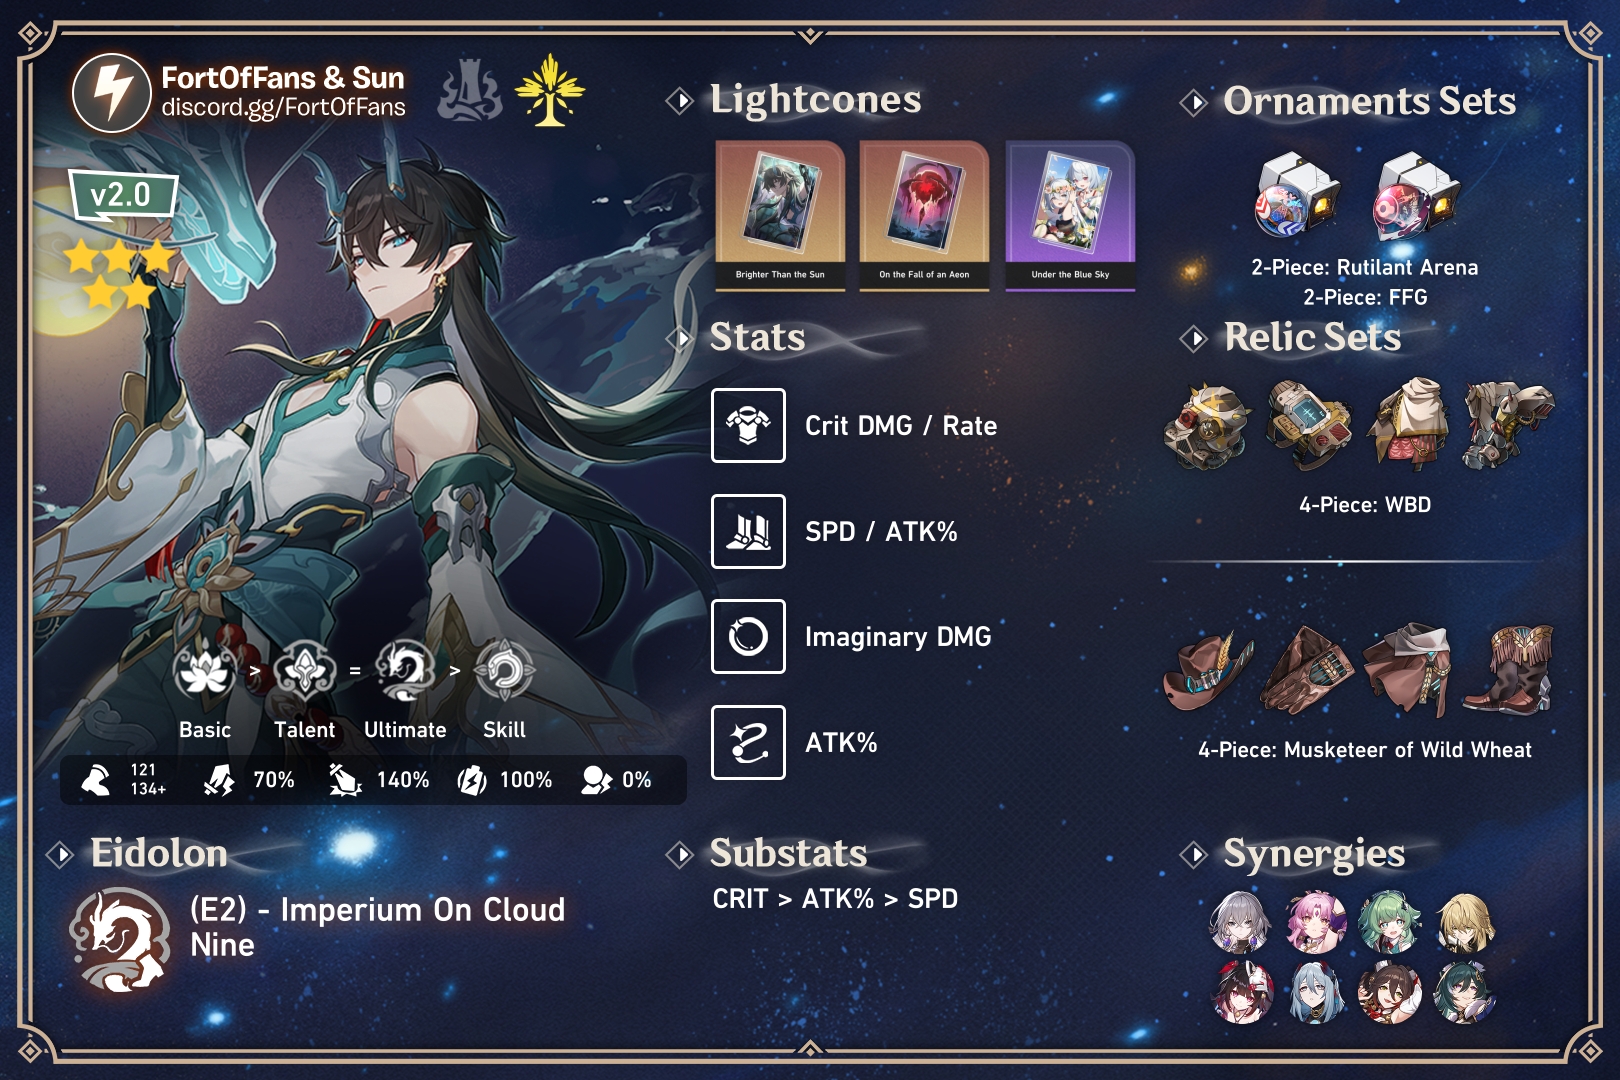 FortOfFans & Sun
discord.gg/FortOfFans
v2.0
Basic > Talent = Ultimate > Skill
121
134+
70%
140%
100%
0%
Eidolon
(E2) - Imperium On Cloud
Nine
Lightcones
Brighter Than the Sun
On the Fall of an Aeon
Under the Blue Sky
Stats
Crit DMG / Rate
SPD / ATK%
Imaginary DMG
ATK%
Substats
CRIT > ATK% > SPD
Ornaments Sets
2-Piece: Rutilant Arena
2-Piece: FFG
Relic Sets
4-Piece: WBD
4-Piece: Musketeer of Wild Wheat
Synergies